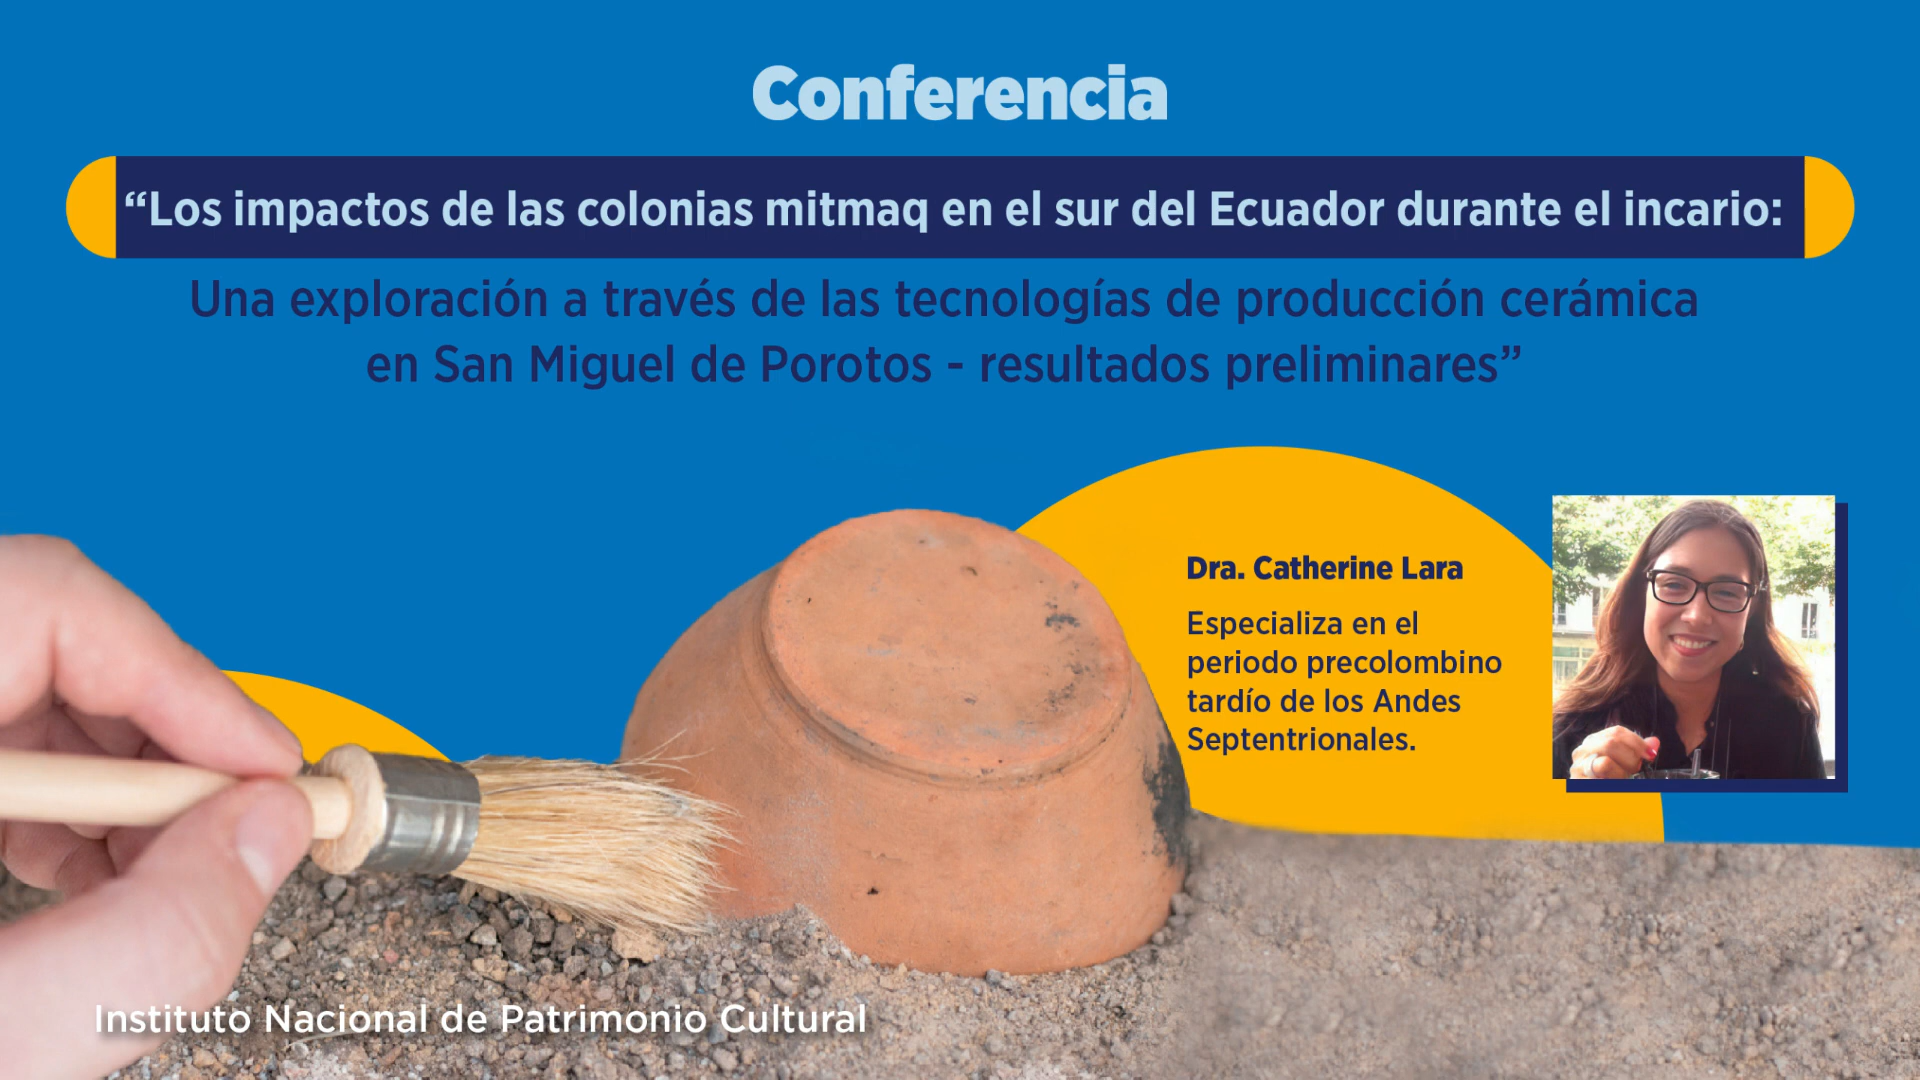 Conferencia
“Los impactos de las colonias mitmaq en el sur del Ecuador durante el incario:
Una exploración a través de las tecnologías de producción cerámica
en San Miguel de Porotos - resultados preliminares”
Dra. Catherine Lara
Especializa en el
periodo precolombino
tardío de los Andes
Septentrionales.
Instituto Nacional de Patrimonio Cultural